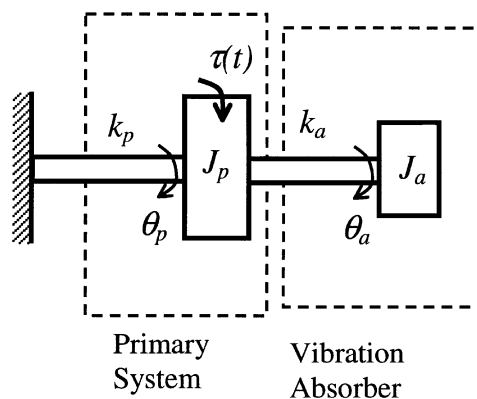 τ(t)
k_p
k_a
J_p
J_a
θ_p
θ_a
Primary
System
Vibration
Absorber